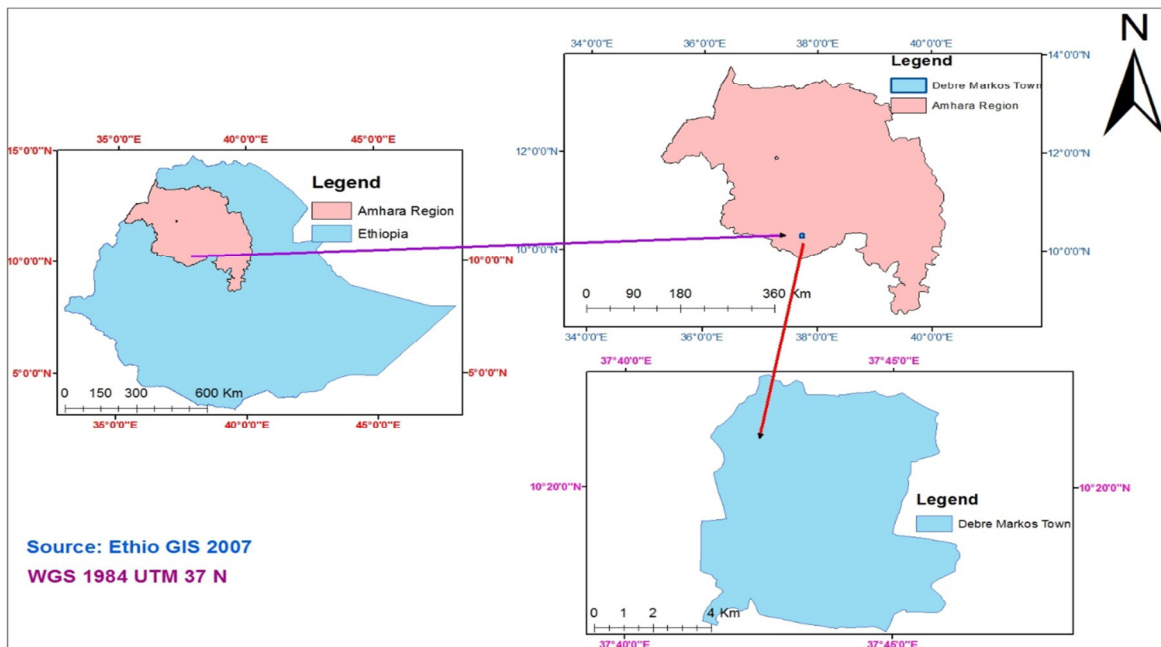 35°0'0"E 40°0'0"E 45°0'0"E
15°0'0"N
Legend
Amhara Region
Ethiopia
10°0'0"N 10°0'0"N
5°0'0"N 5°0'0"N
0 150 300 600 Km
35°0'0"E 40°0'0"E 45°0'0"E
N
34°0'0"E 36°0'0"E 38°0'0"E 40°0'0"E
14°0'0"N
Legend
Debre Markos Town
Amhara Region
12°0'0"N 12°0'0"N
10°0'0"N 10°0'0"N
0 90 180 360 Km
34°0'0"E 36°0'0"E 38°0'0"E 40°0'0"E
37°40'0"E 37°45'0"E
10°20'0"N 10°20'0"N
Legend
Debre Markos Town
0 1 2 4 Km
37°40'0"E 37°45'0"E
Source: Ethio GIS 2007
WGS 1984 UTM 37 N